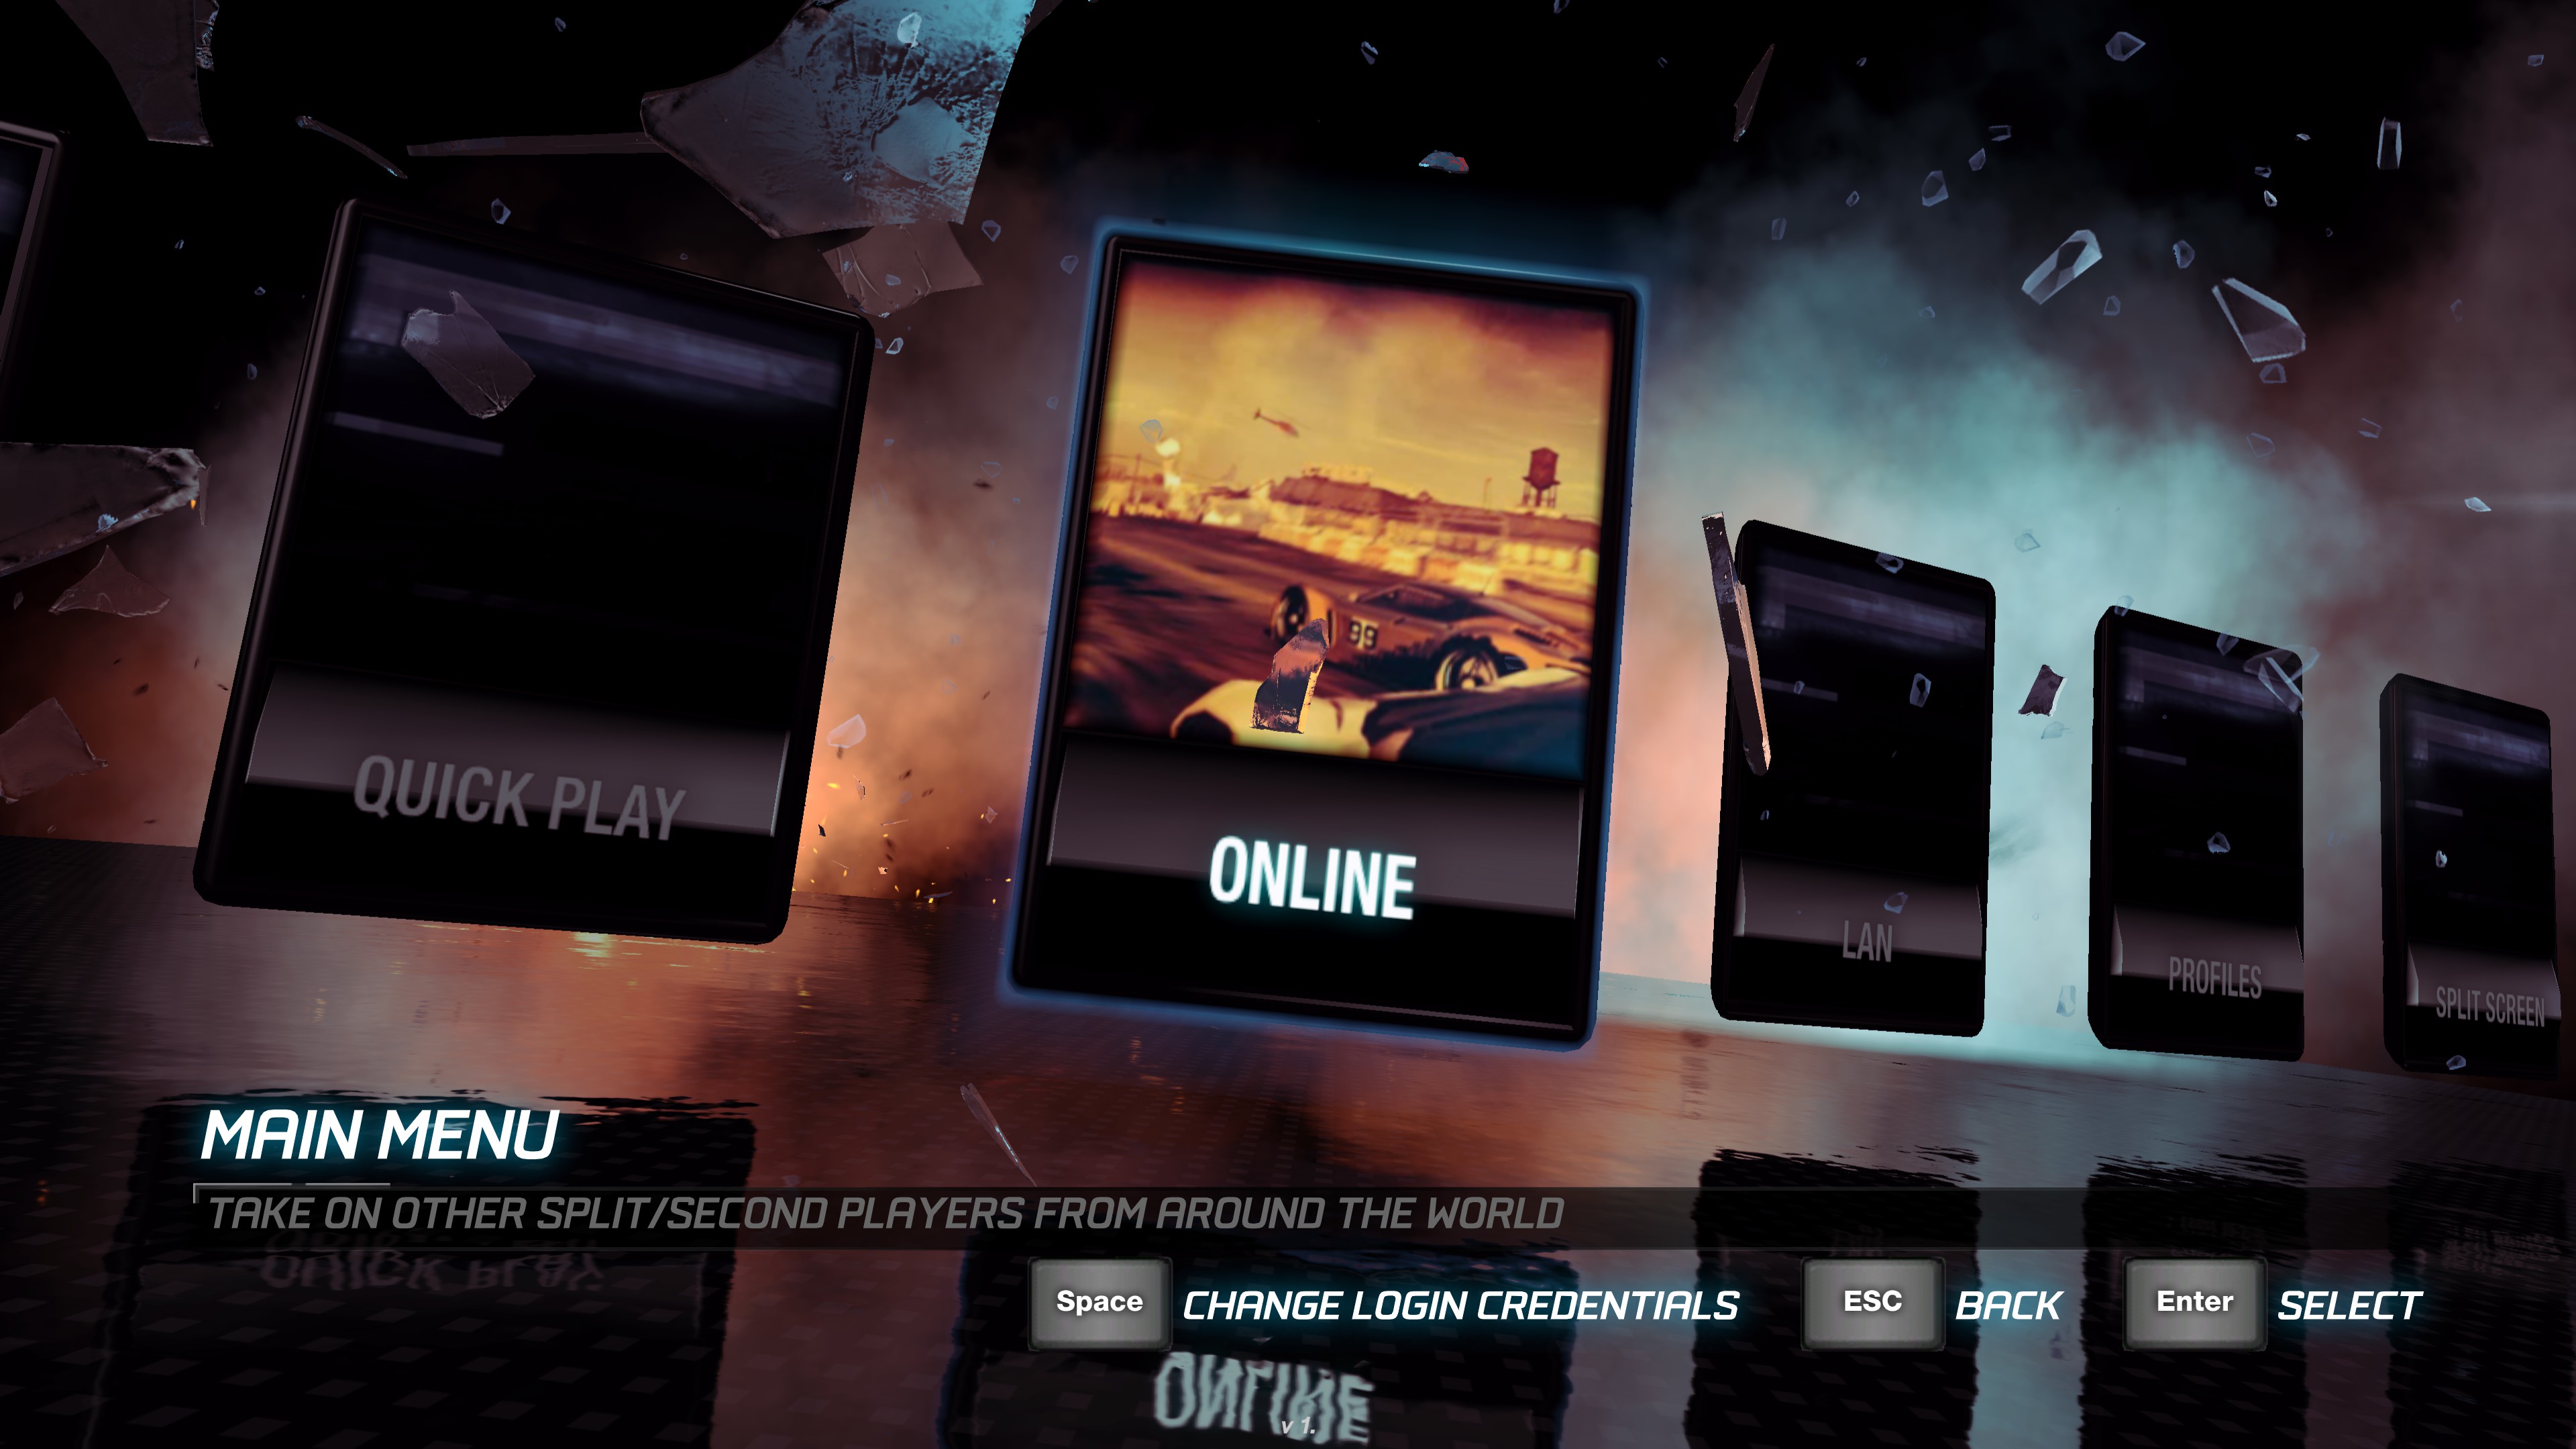 QUICK PLAY
99
ONLINE
LAN
PROFILES
SPLIT SCREEN
MAIN MENU
TAKE ON OTHER SPLIT/SECOND PLAYERS FROM AROUND THE WORLD
Space CHANGE LOGIN CREDENTIALS ESC BACK Enter SELECT
v 1.